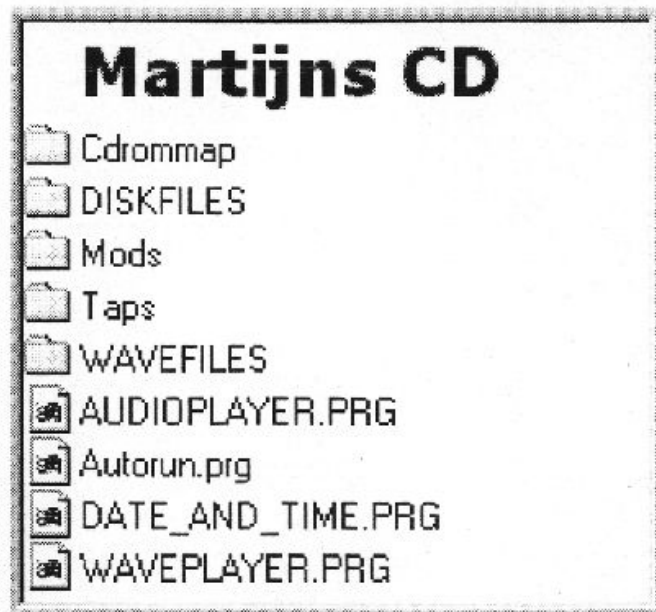 Martijns CD
Cdrommap
DISKFILES
Mods
Taps
WAVEFILES
AUDIOPLAYER.PRG
Autorun.prg
DATE_AND_TIME.PRG
WAVEPLAYER.PRG